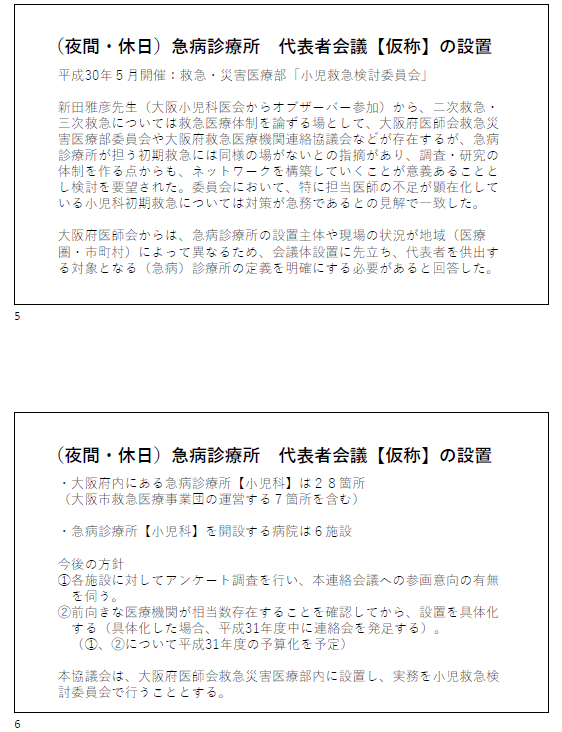 （夜間・休日）急病診療所　代表者会議【仮称】の設置
平成30年５月開催：救急・災害医療部「小児救急検討委員会」
新田雅彦先生（大阪小児科医会からオブザーバー参加）から、二次救急・
三次救急については救急医療体制を論ずる場として、大阪府医師会救急災
害医療部委員会や大阪府救急医療機関連絡協議会などが存在するが、急病
診療所が担う初期救急には同様の場がないとの指摘があり、調査・研究の
体制を作る点からも、ネットワークを構築していくことが意義あることと
し検討を要望された。委員会において、特に担当医師の不足が顕在化して
いる小児科初期救急については対策が急務であるとの見解で一致した。
大阪府医師会からは、急病診療所の設置主体や現場の状況が地域（医療
圏・市町村）によって異なるため、会議体設置に先立ち、代表者を供出す
る対象となる（急病）診療所の定義を明確にする必要があると回答した。
5
（夜間・休日）急病診療所　代表者会議【仮称】の設置
・大阪府内にある急病診療所【小児科】は２８箇所
（大阪市救急医療事業団の運営する７箇所を含む）
・急病診療所【小児科】を開設する病院は６施設
今後の方針
①各施設に対してアンケート調査を行い、本連絡会議への参画意向の有無
を伺う。
②前向きな医療機関が相当数存在することを確認してから、設置を具体化
する（具体化した場合、平成31年度中に連絡会を発足する）。
（①、②について平成31年度の予算化を予定）
本協議会は、大阪府医師会救急災害医療部内に設置し、実務を小児救急検
討委員会で行うこととする。
6